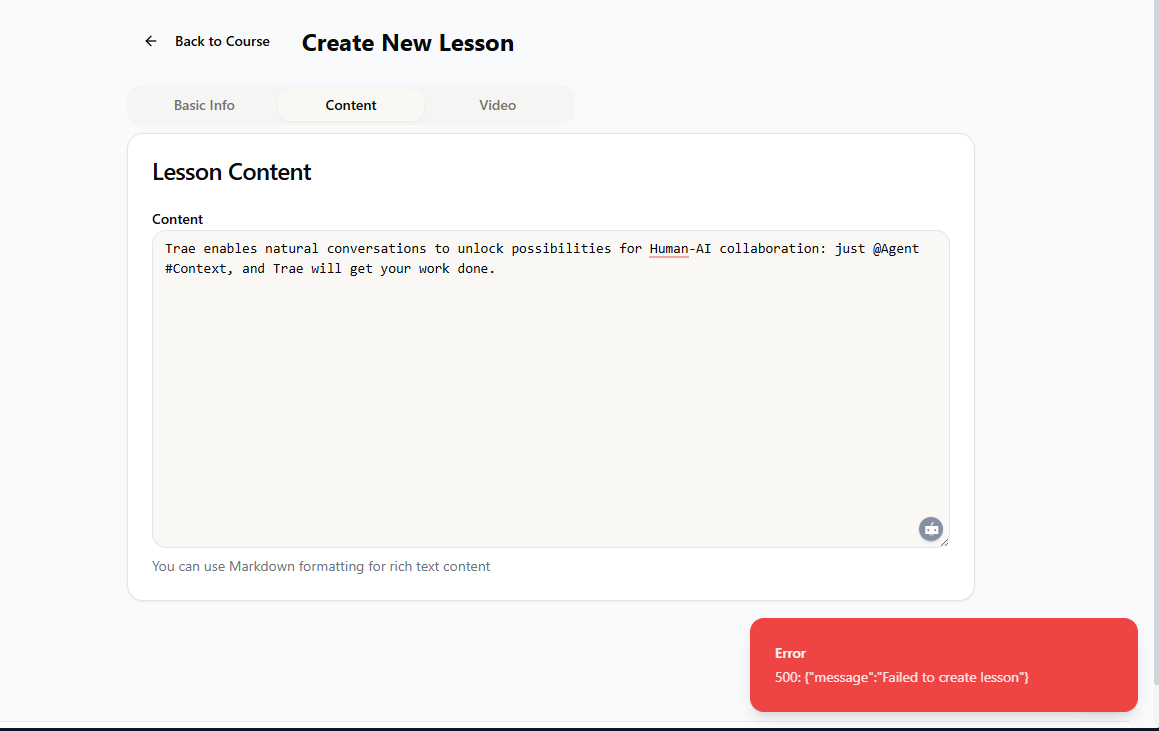 Back to Course
Create New Lesson
Basic Info
Content
Video
Lesson Content
Content
Trae enables natural conversations to unlock possibilities for Human-AI collaboration: just @Agent
#Context, and Trae will get your work done.
You can use Markdown formatting for rich text content
Error
500: {"message":"Failed to create lesson"}